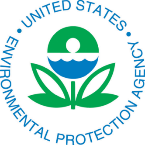 UNITED STATES
• ENVIRONMENTAL PROTECTION AGENCY •